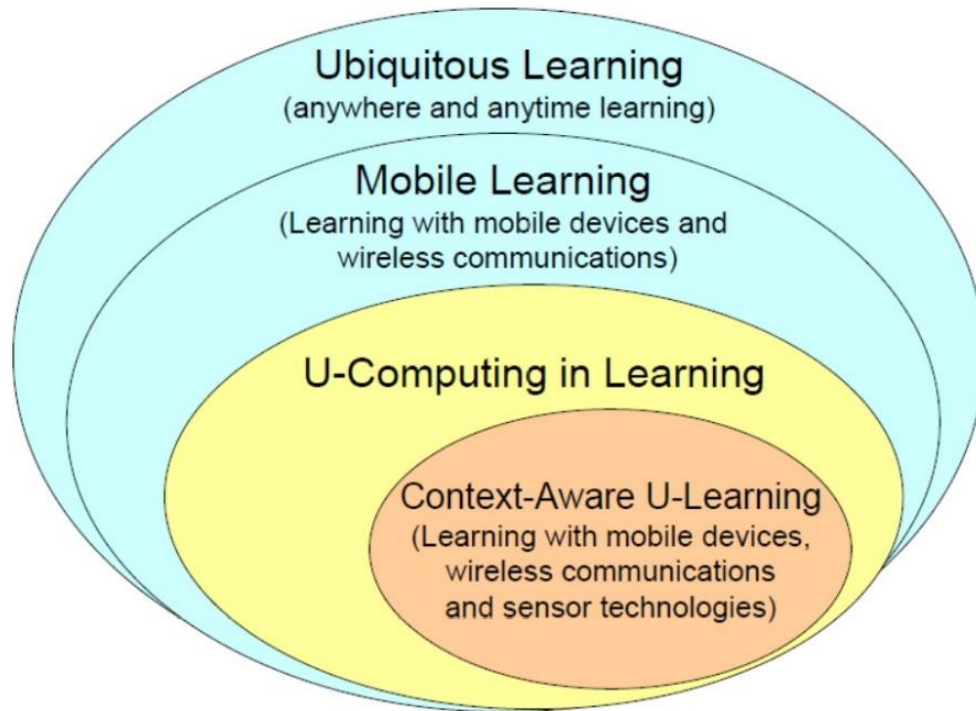 Ubiquitous Learning
(anywhere and anytime learning)
Mobile Learning
(Learning with mobile devices and
wireless communications)
U-Computing in Learning
Context-Aware U-Learning
(Learning with mobile devices,
wireless communications
and sensor technologies)